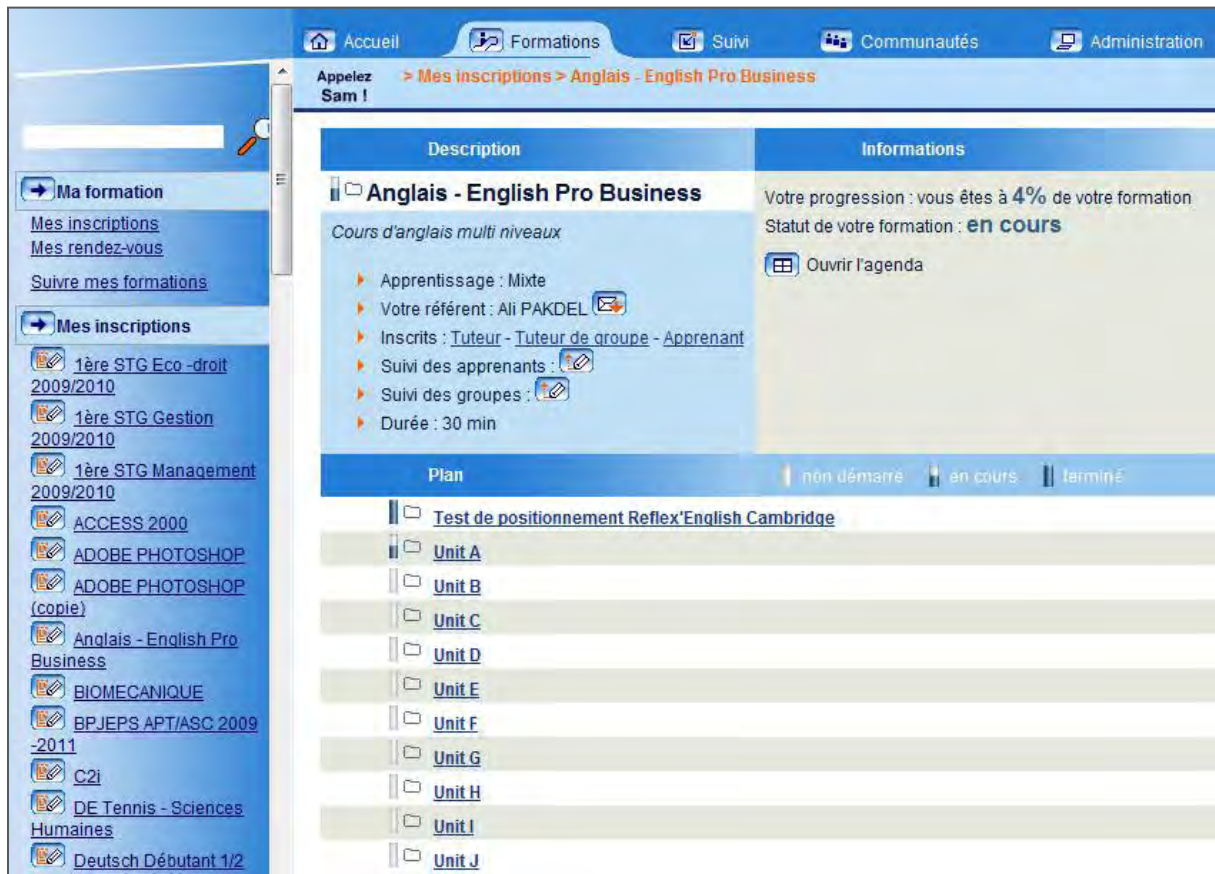 Accueil Formations Suivi Communautés Administration
Appelez > Mes inscriptions > Anglais - English Pro Business
Sam !
Ma formation
Mes inscriptions
Mes rendez-vous
Suivre mes formations
Mes inscriptions
1ère STG Eco -droit
2009/2010
1ère STG Gestion
2009/2010
1ère STG Management
2009/2010
ACCESS 2000
ADOBE PHOTOSHOP
ADOBE PHOTOSHOP
(copie)
Anglais - English Pro
Business
BIOMECANIQUE
BPJEPS APT/ASC 2009
-2011
C2i
DE Tennis - Sciences
Humaines
Deutsch Débutant 1/2
Description
Anglais - English Pro Business
Cours d'anglais multi niveaux
Apprentissage : Mixte
Votre référent : Ali PAKDEL
Inscrits : Tuteur - Tuteur de groupe - Apprenant
Suivi des apprenants :
Suivi des groupes :
Durée : 30 min
Informations
Votre progression : vous êtes à 4% de votre formation
Statut de votre formation : en cours
Ouvrir l'agenda
Plan non démarré en cours terminé
Test de positionnement Reflex'English Cambridge
Unit A
Unit B
Unit C
Unit D
Unit E
Unit F
Unit G
Unit H
Unit I
Unit J